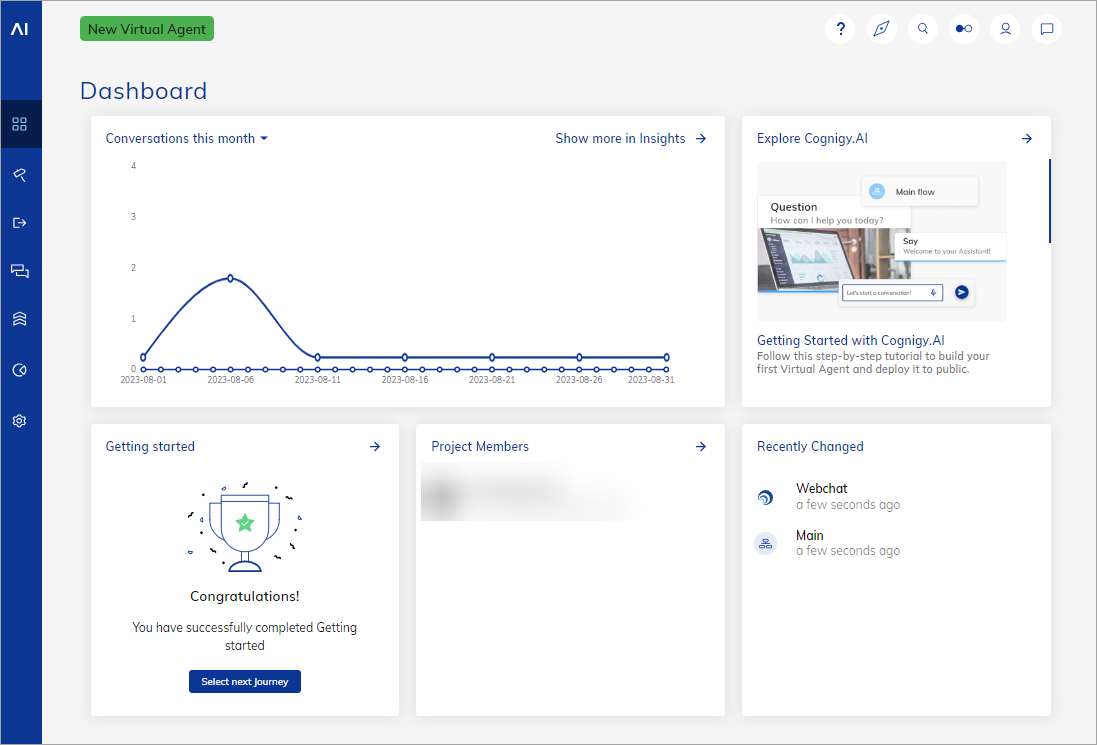 AI
New Virtual Agent
?
Dashboard
Conversations this month
Show more in Insights
4
3
2
1
0
2023-08-01
2023-08-06
2023-08-11
2023-08-16
2023-08-21
2023-08-26
2023-08-31
Explore Cognigy.AI
Main flow
Question
How can I help you today?
Say
Welcome to your Assistant!
Let's start a conversation!
Getting Started with Cognigy.AI
Follow this step-by-step tutorial to build your
first Virtual Agent and deploy it to public.
Getting started
Congratulations!
You have successfully completed Getting
started
Select next Journey
Project Members
Recently Changed
Webchat
a few seconds ago
Main
a few seconds ago